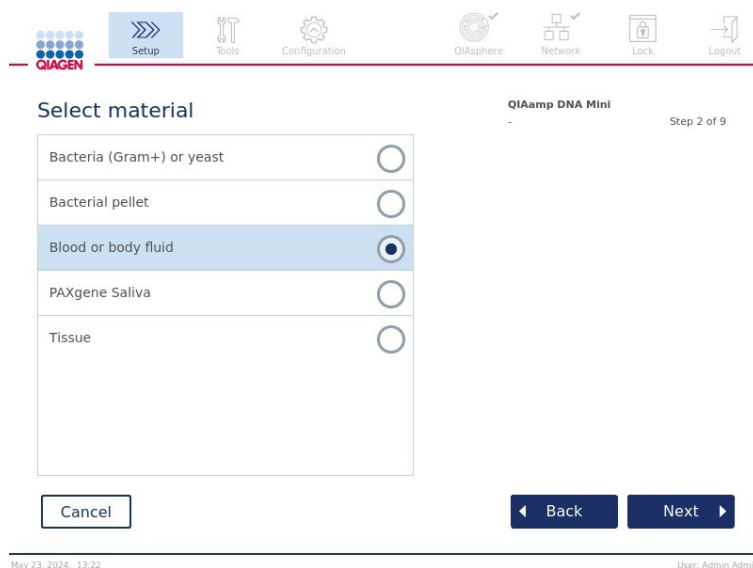 QIAGEN
Setup
Tools
Configuration
QIAsphere
Network
Lock
Logout
Select material
QIAamp DNA Mini
-
Step 2 of 9
Bacteria (Gram+) or yeast
Bacterial pellet
Blood or body fluid
PAXgene Saliva
Tissue
Cancel
Back
Next
May 23, 2024, 13:22
User: Admin Admi